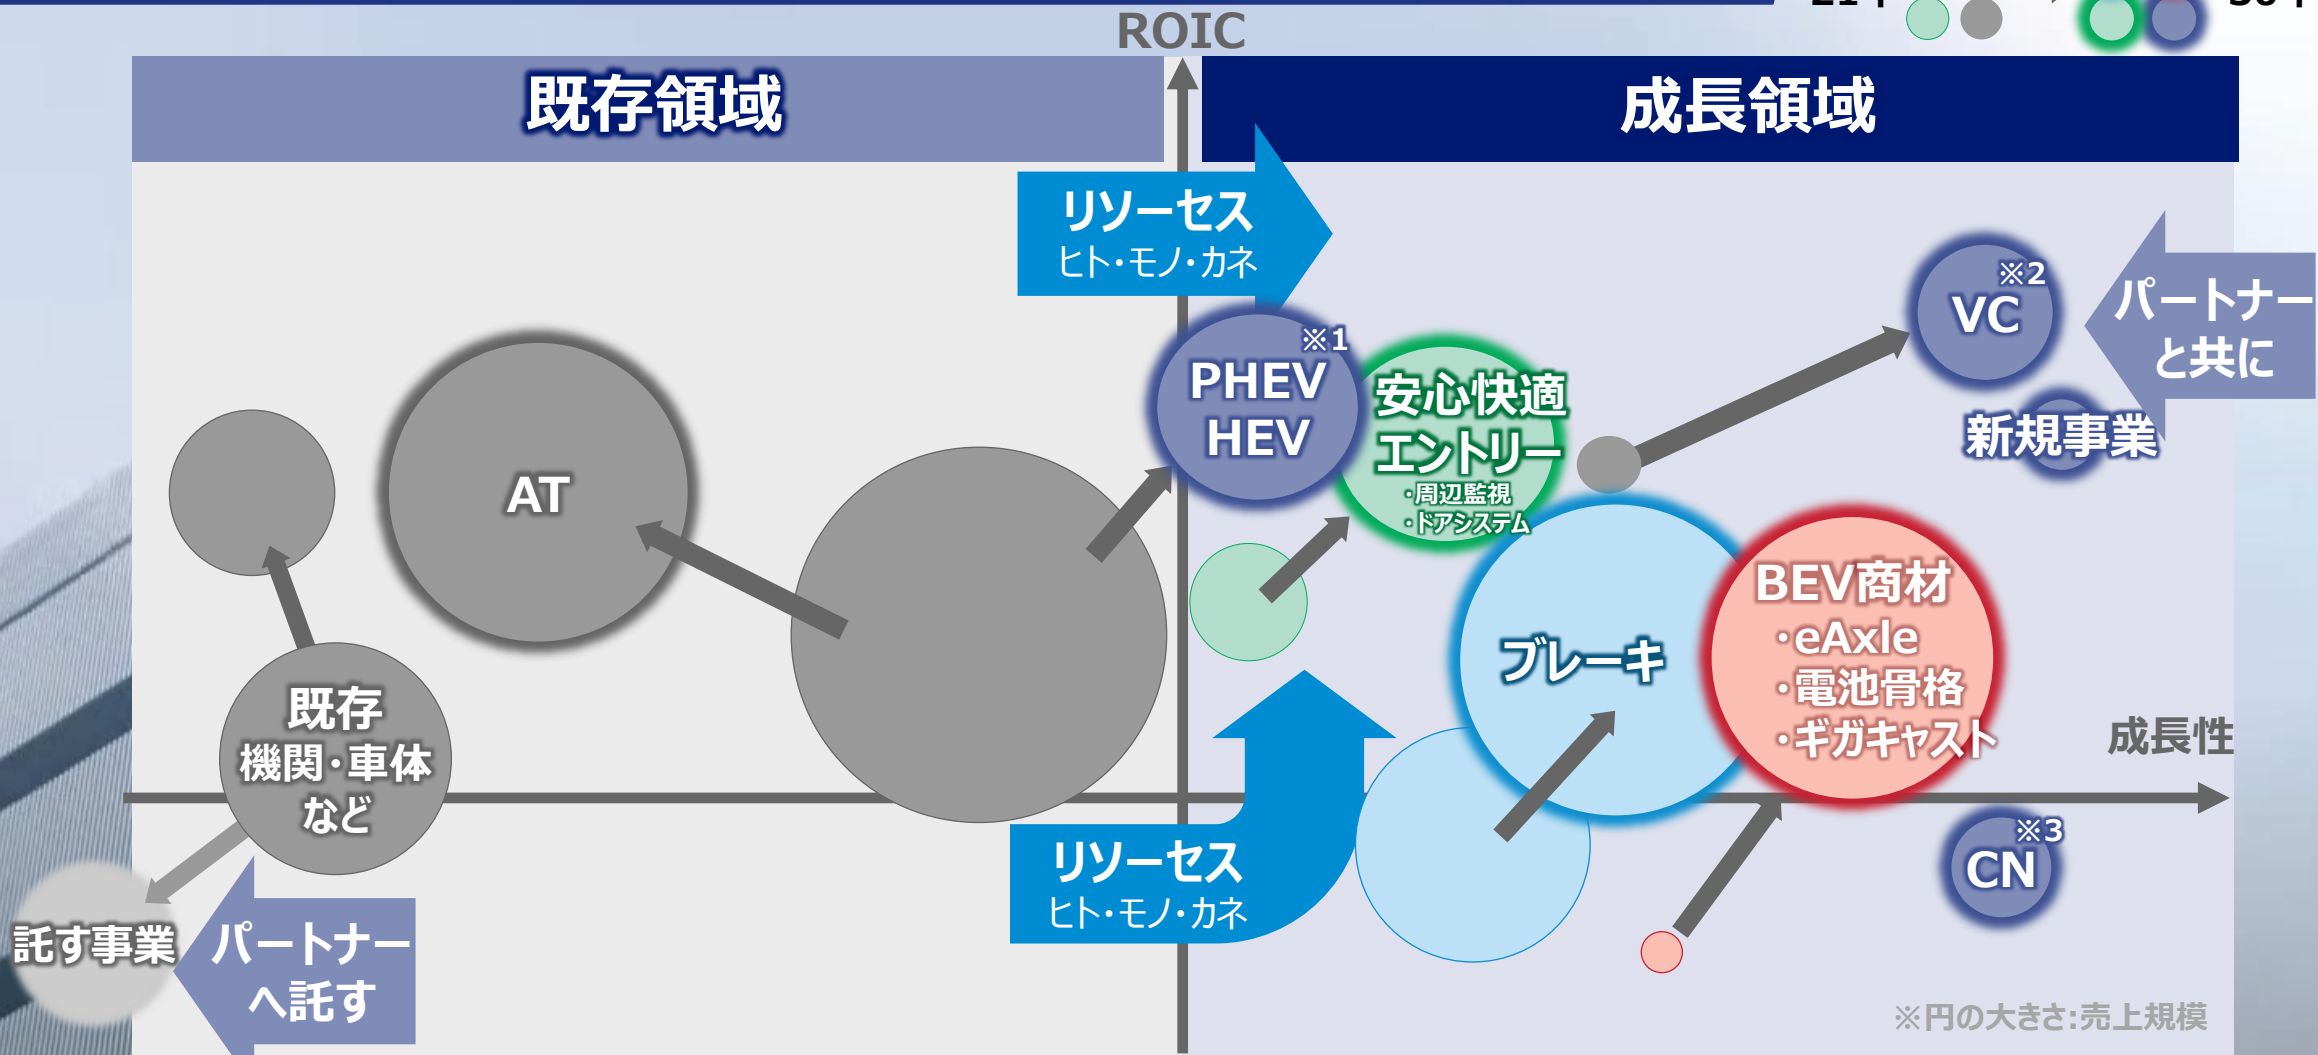 ROIC
既存領域
成長領域
リソーセス
ヒト・モノ・カネ
※2
VC
パートナー
と共に
※1
PHEV
HEV
安心快適
エントリー
・周辺監視
・ドアシステム
新規事業
AT
BEV商材
・eAxle
・電池骨格
・ギガキャスト
ブレーキ
既存
機関・車体
など
成長性
※3
CN
リソーセス
ヒト・モノ・カネ
託す事業
パートナー
へ託す
※円の大きさ:売上規模